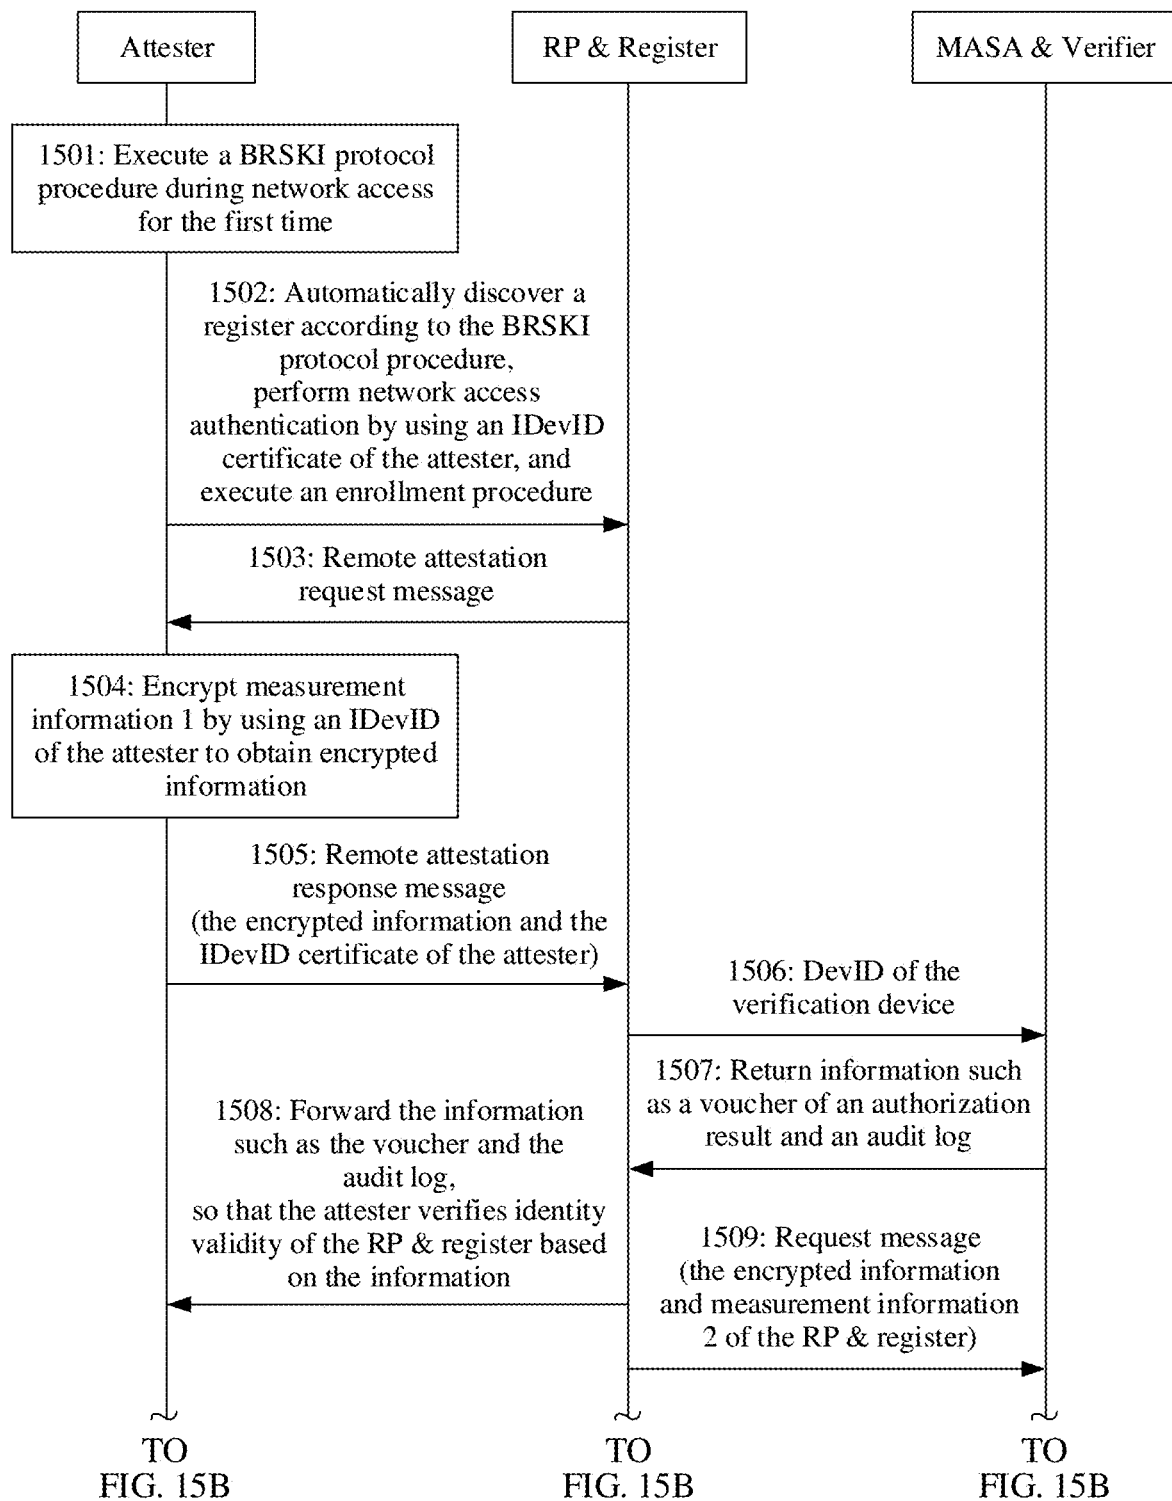 Attester
RP & Register
MASA & Verifier
1501: Execute a BRSKI protocol
procedure during network access
for the first time
1502: Automatically discover a
register according to the BRSKI
protocol procedure,
perform network access
authentication by using an IDevID
certificate of the attester, and
execute an enrollment procedure
1503: Remote attestation
request message
1504: Encrypt measurement
information 1 by using an IDevID
of the attester to obtain encrypted
information
1505: Remote attestation
response message
(the encrypted information and the
IDevID certificate of the attester)
1506: DevID of the
verification device
1507: Return information such
as a voucher of an authorization
result and an audit log
1508: Forward the information
such as the voucher and the
audit log,
so that the attester verifies identity
validity of the RP & register based
on the information
1509: Request message
(the encrypted information
and measurement information
2 of the RP & register)
TO
FIG. 15B
TO
FIG. 15B
TO
FIG. 15B